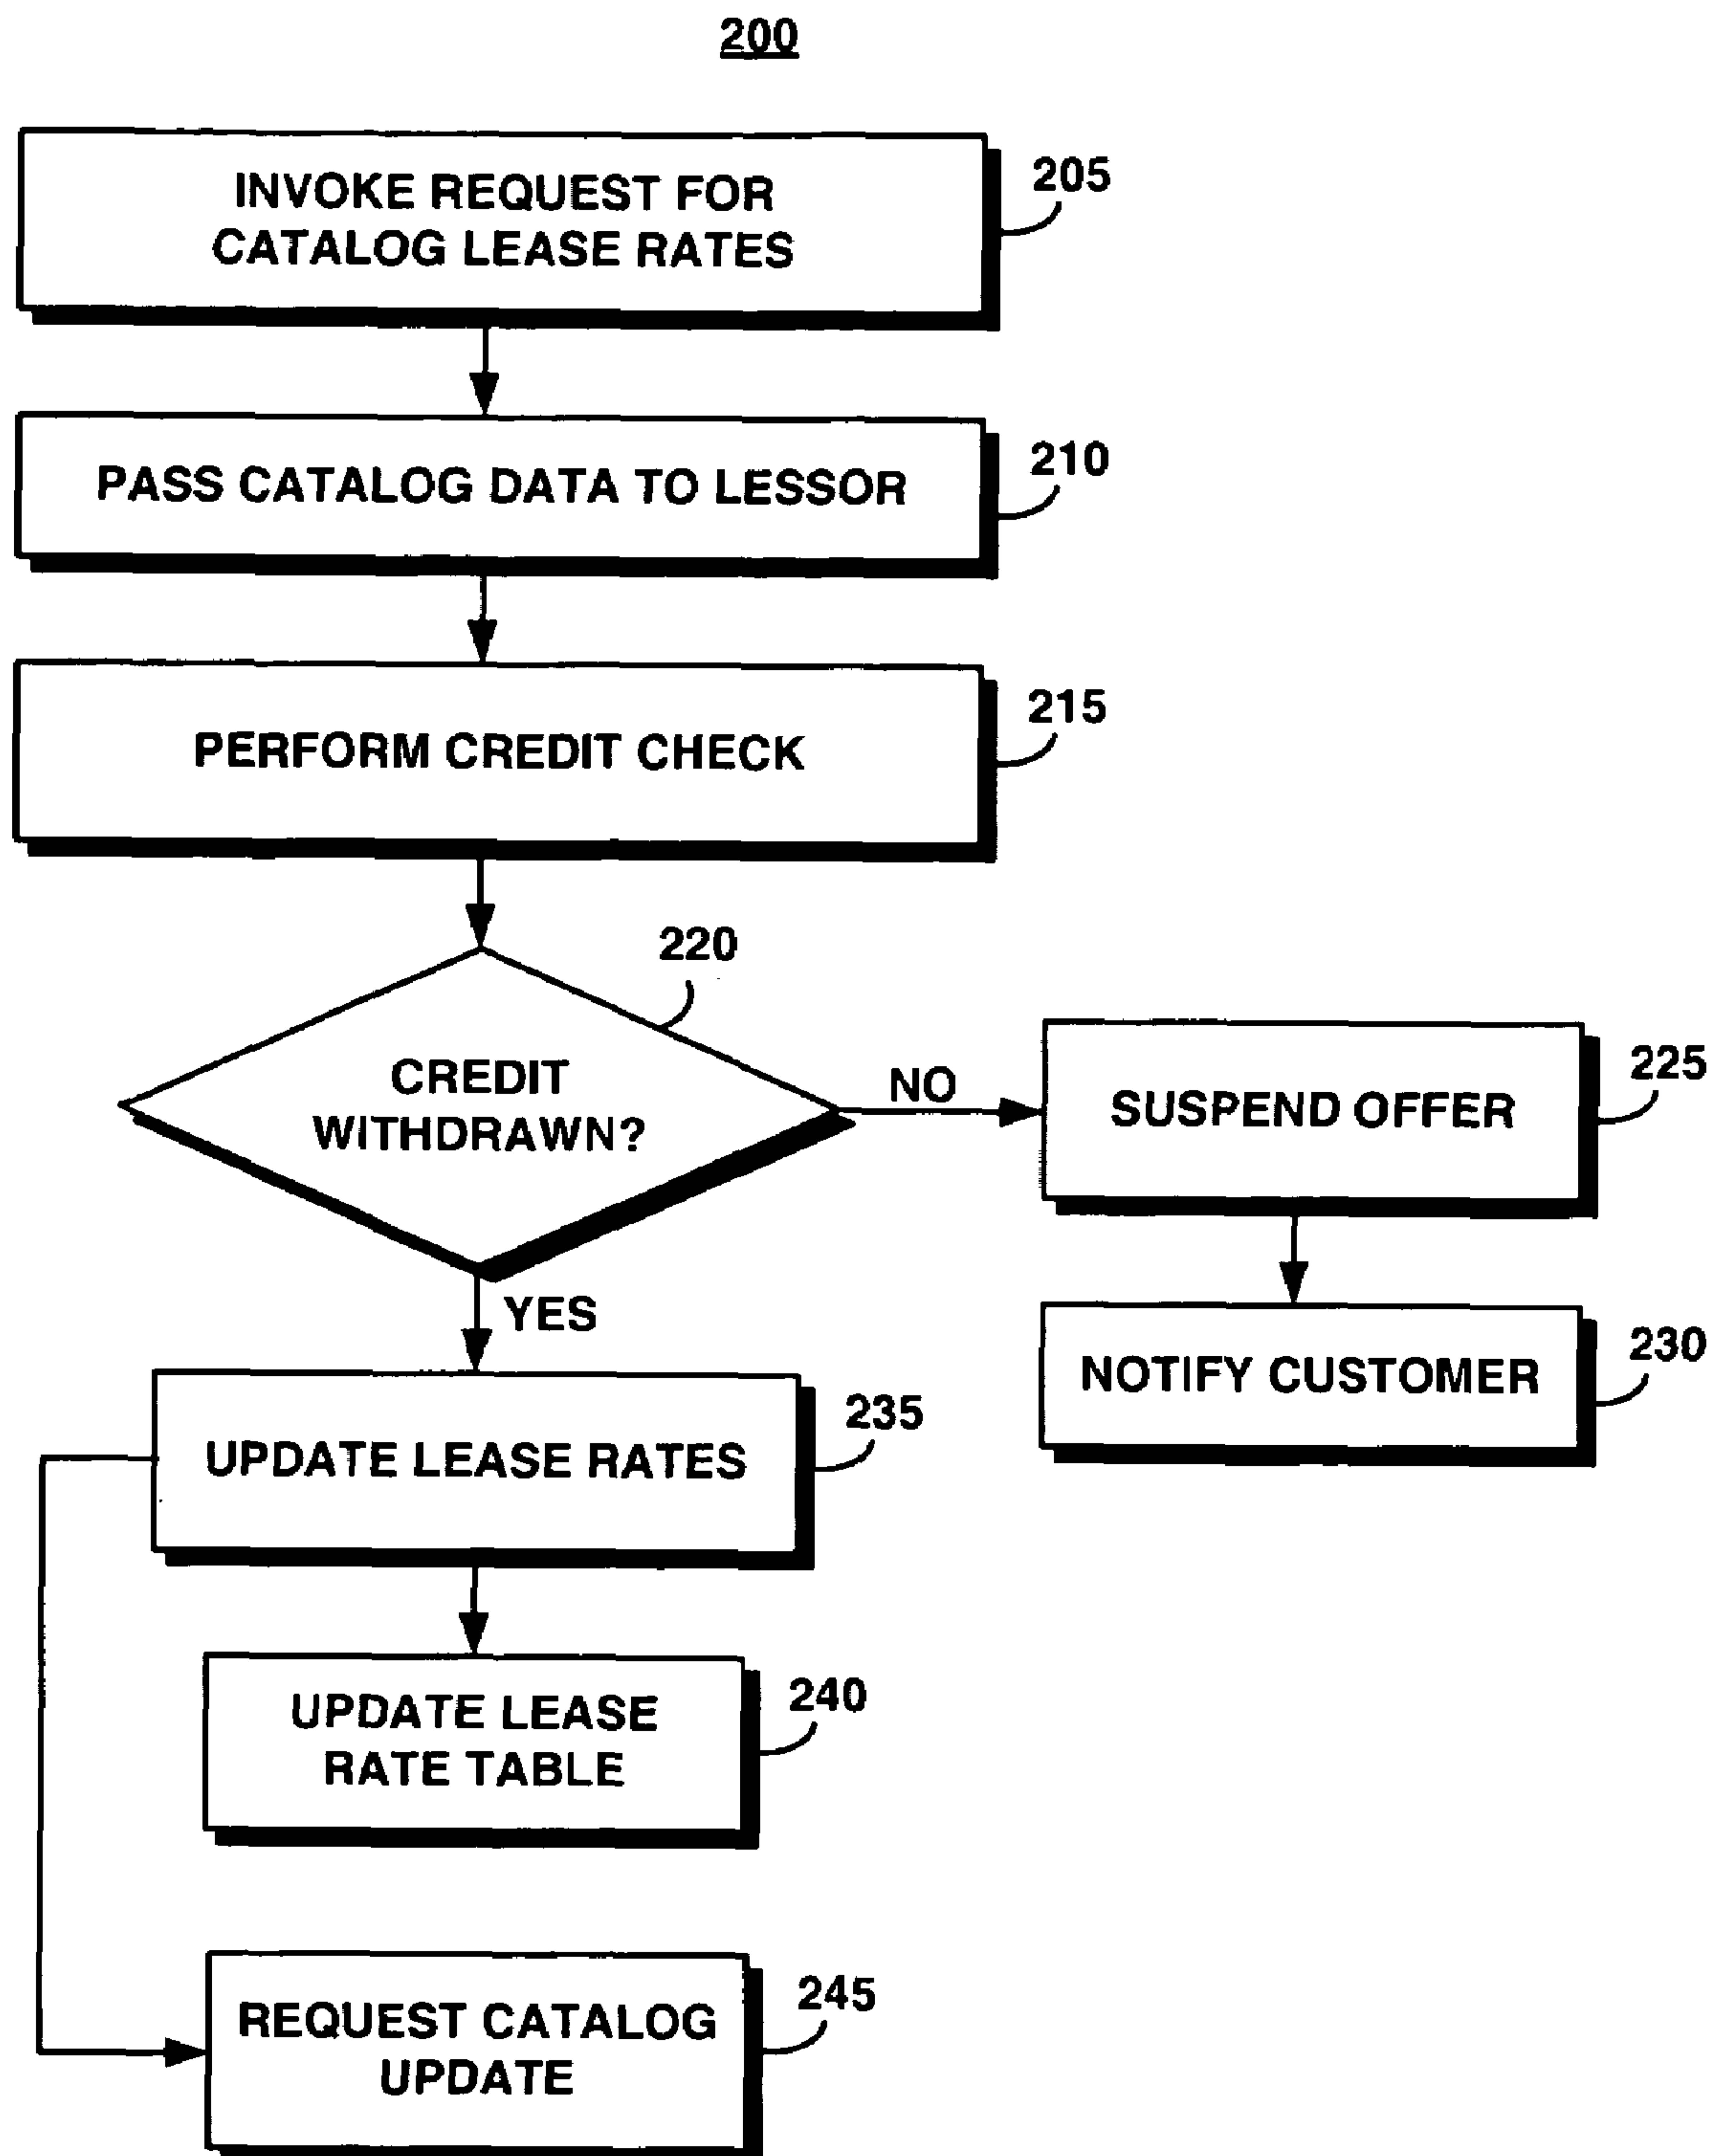 200
INVOKE REQUEST FOR
CATALOG LEASE RATES
205
PASS CATALOG DATA TO LESSOR
210
PERFORM CREDIT CHECK
215
220
CREDIT
WITHDRAWN?
NO
SUSPEND OFFER
225
YES
NOTIFY CUSTOMER
230
UPDATE LEASE RATES
235
UPDATE LEASE
RATE TABLE
240
REQUEST CATALOG
UPDATE
245